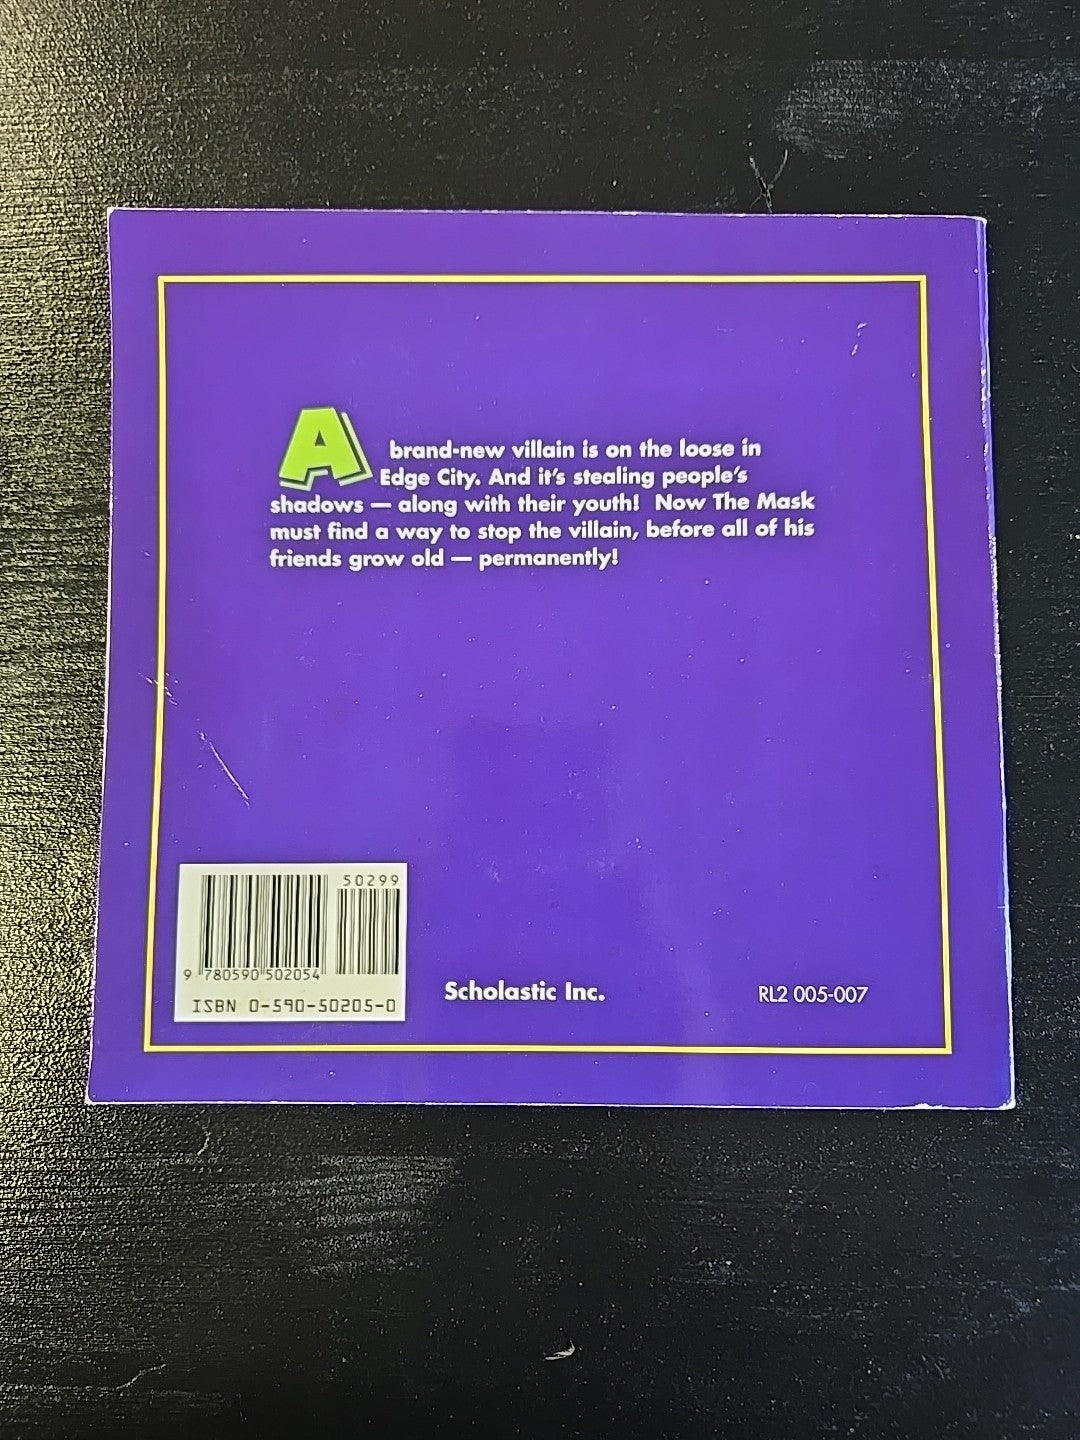 A brand-new villain is on the loose in
Edge City. And it's stealing people's
shadows — along with their youth! Now The Mask
must find a way to stop the villain, before all of his
friends grow old — permanently!
50299
9 780590 502054
ISBN 0-590-50205-0
Scholastic Inc.
RL2 005-007